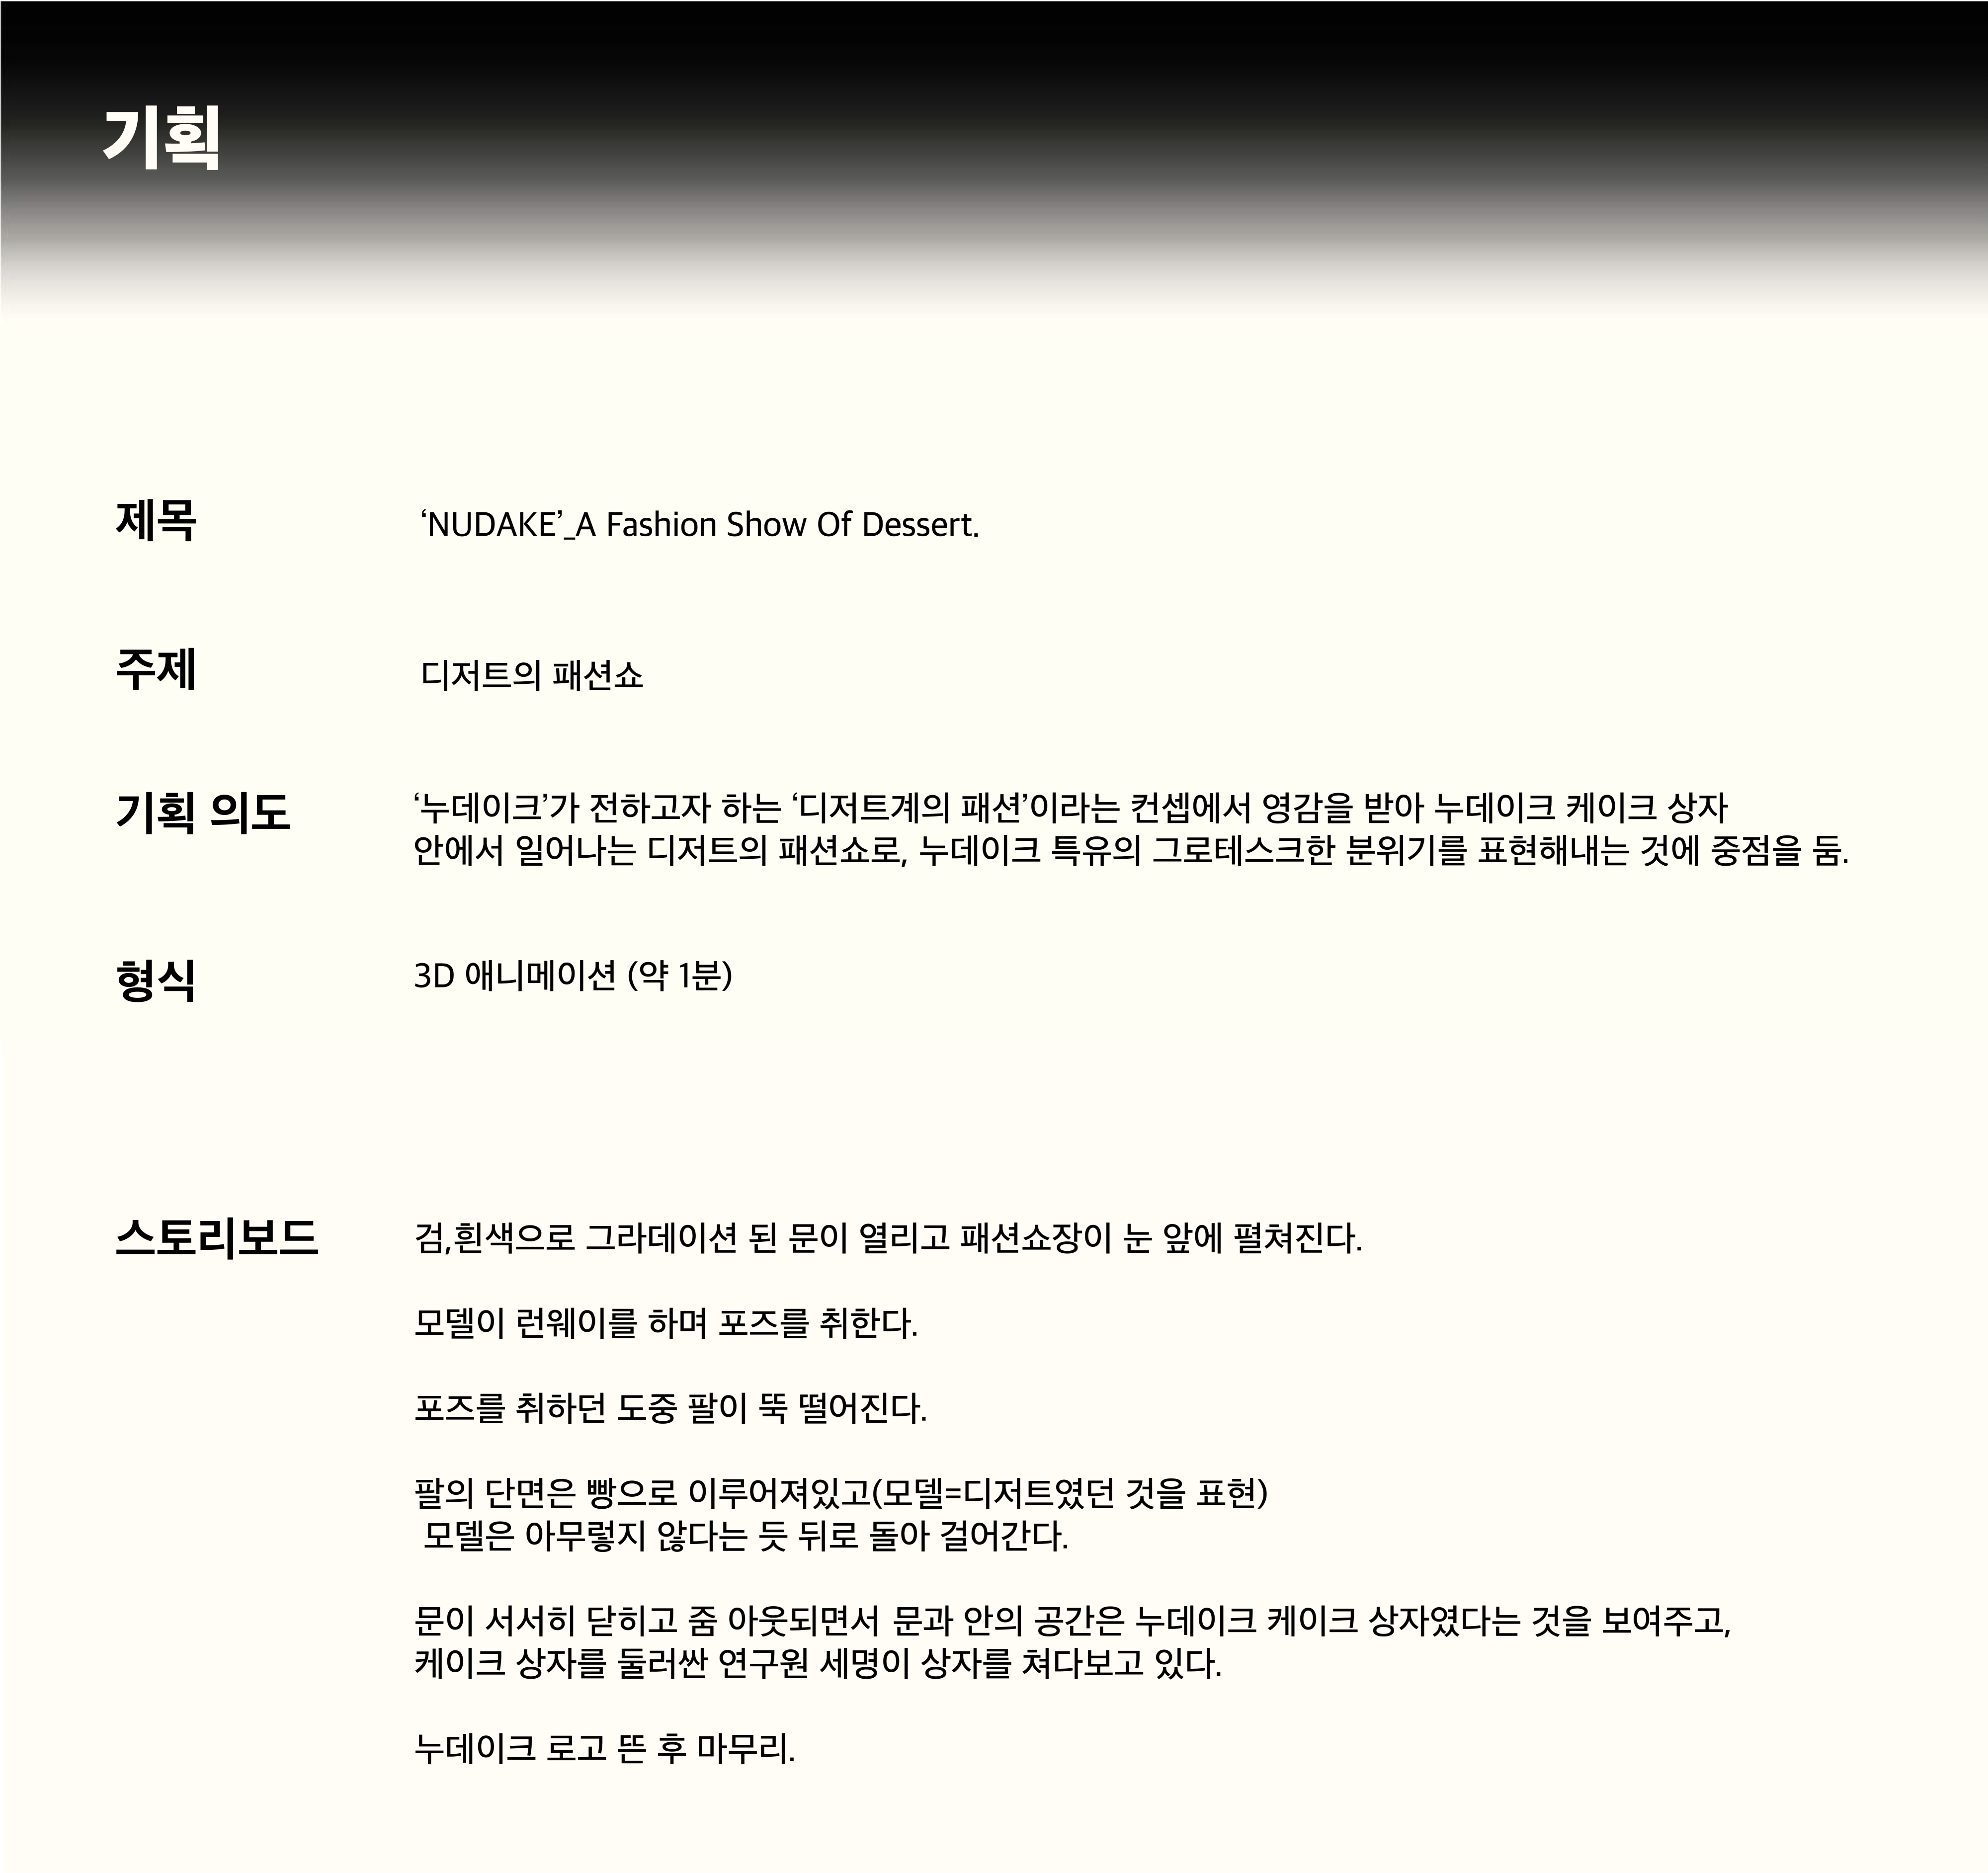 기획
제목
‘NUDAKE’_A Fashion Show Of Dessert.
주제
디저트의 패션쇼
기획 의도
‘누데이크’가 전하고자 하는 ‘디저트계의 패션’이라는 컨셉에서 영감을 받아 누데이크 케이크 상자
안에서 일어나는 디저트의 패션쇼로, 누데이크 특유의 그로테스크한 분위기를 표현해내는 것에 중점을 둠.
형식
3D 애니메이션 (약 1분)
스토리보드
검,흰색으로 그라데이션 된 문이 열리고 패션쇼장이 눈 앞에 펼쳐진다.
모델이 런웨이를 하며 포즈를 취한다.
포즈를 취하던 도중 팔이 뚝 떨어진다.
팔의 단면은 빵으로 이루어져있고(모델=디저트였던 것을 표현)
모델은 아무렇지 않다는 듯 뒤로 돌아 걸어간다.
문이 서서히 닫히고 줌 아웃되면서 문과 안의 공간은 누데이크 케이크 상자였다는 것을 보여주고,
케이크 상자를 둘러싼 연구원 세명이 상자를 쳐다보고 있다.
누데이크 로고 뜬 후 마무리.